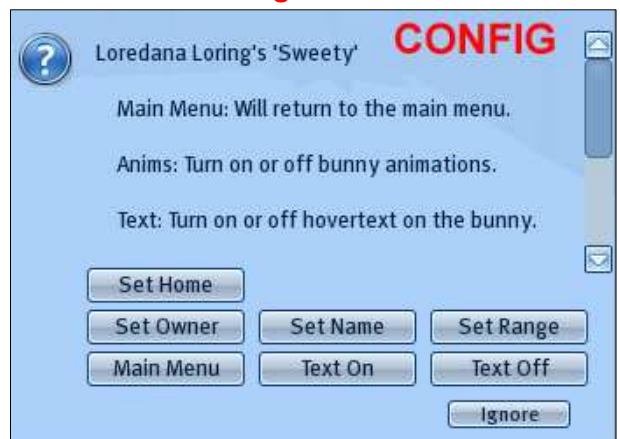 Loredana Loring's 'Sweety' CONFIG
Main Menu: Will return to the main menu.
Anims: Turn on or off bunny animations.
Text: Turn on or off hovertext on the bunny.
Set Home
Set Owner Set Name Set Range
Main Menu Text On Text Off
Ignore